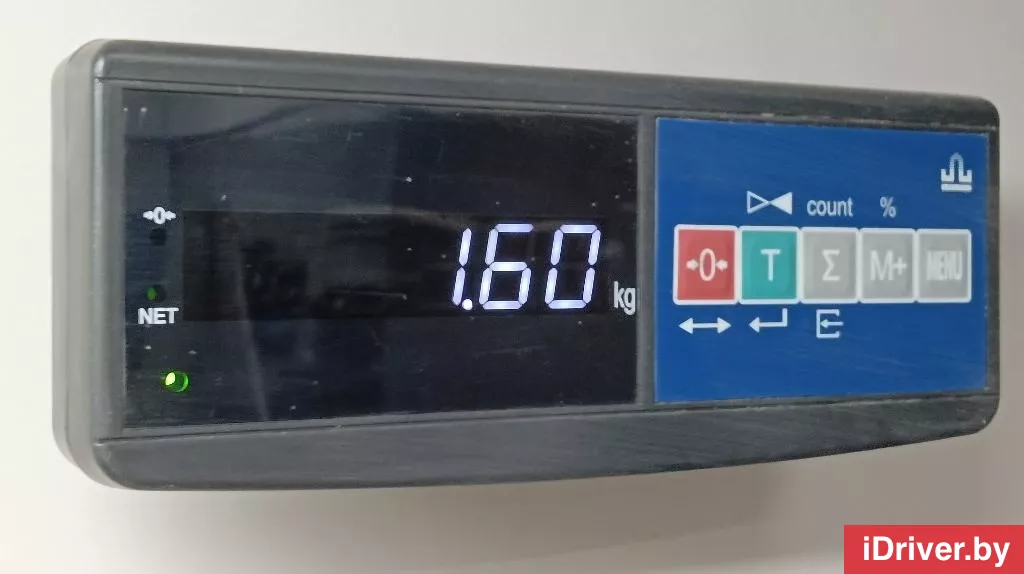 count %
→0←
1.60 kg
→0← T Σ M+ MENU
NET
iDriver.by